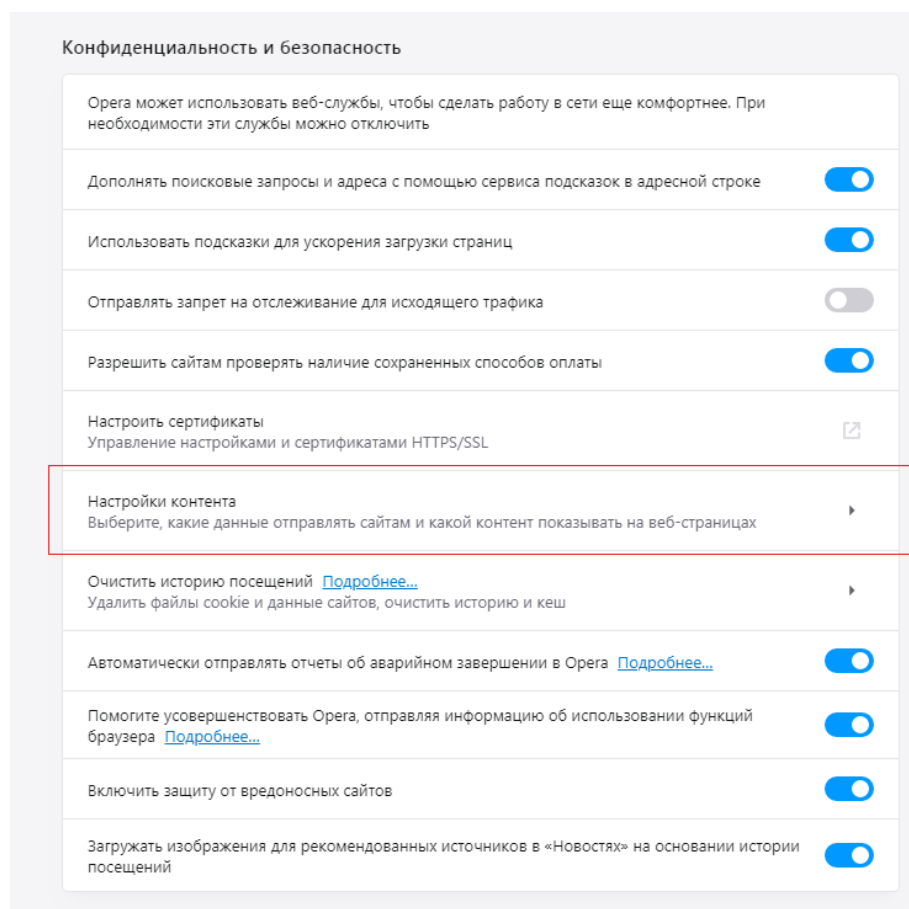 Конфиденциальность и безопасность
Opera может использовать веб-службы, чтобы сделать работу в сети еще комфортнее. При
необходимости эти службы можно отключить
Дополнять поисковые запросы и адреса с помощью сервиса подсказок в адресной строке
Использовать подсказки для ускорения загрузки страниц
Отправлять запрет на отслеживание для исходящего трафика
Разрешить сайтам проверять наличие сохраненных способов оплаты
Настроить сертификаты
Управление настройками и сертификатами HTTPS/SSL
Настройки контента
Выберите, какие данные отправлять сайтам и какой контент показывать на веб-страницах
Очистить историю посещений Подробнее...
Удалить файлы cookie и данные сайтов, очистить историю и кеш
Автоматически отправлять отчеты об аварийном завершении в Opera Подробнее...
Помогите усовершенствовать Opera, отправляя информацию об использовании функций
браузера Подробнее...
Включить защиту от вредоносных сайтов
Загружать изображения для рекомендованных источников в «Новостях» на основании истории
посещений